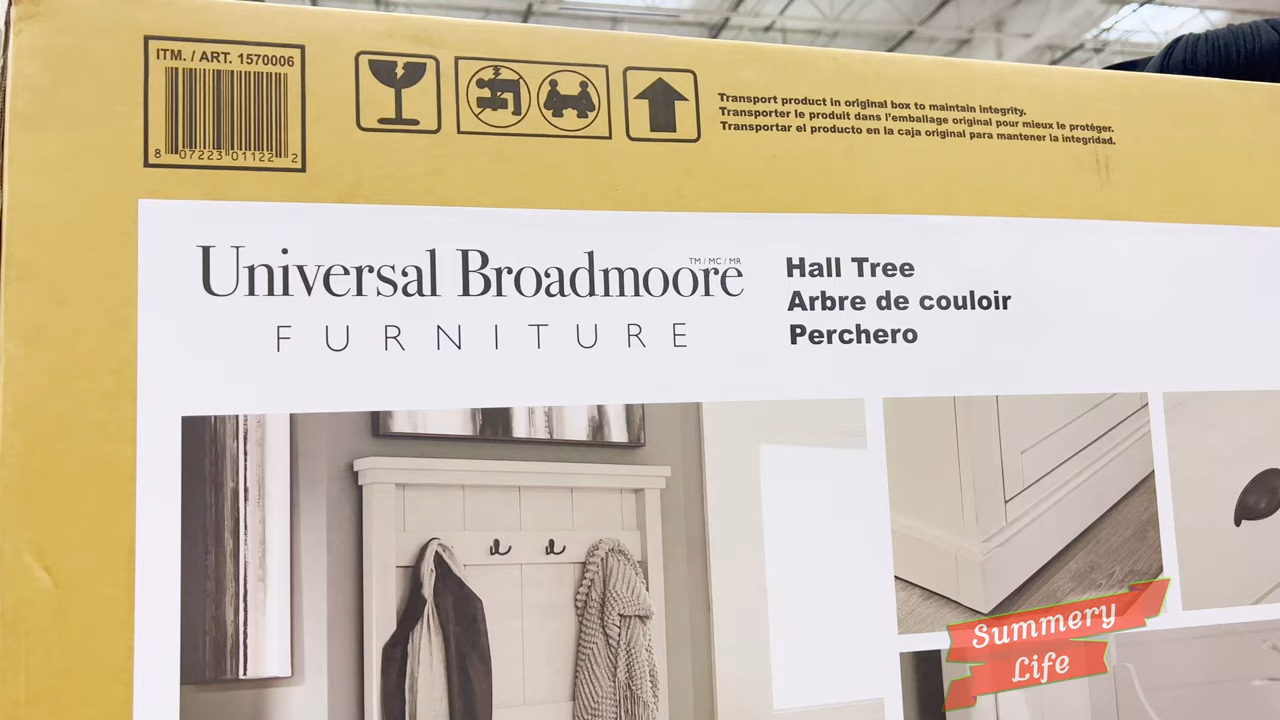 ITM. / ART. 1570006
8 07223 01122 2
Transport product in original box to maintain integrity.
Transporter le produit dans l'emballage original pour mieux le protéger.
Transportar el producto en la caja original para mantener la integridad.
Universal Broadmoore TM / MC / MR
FURNITURE
Hall Tree
Arbre de couloir
Perchero
Summery
Life